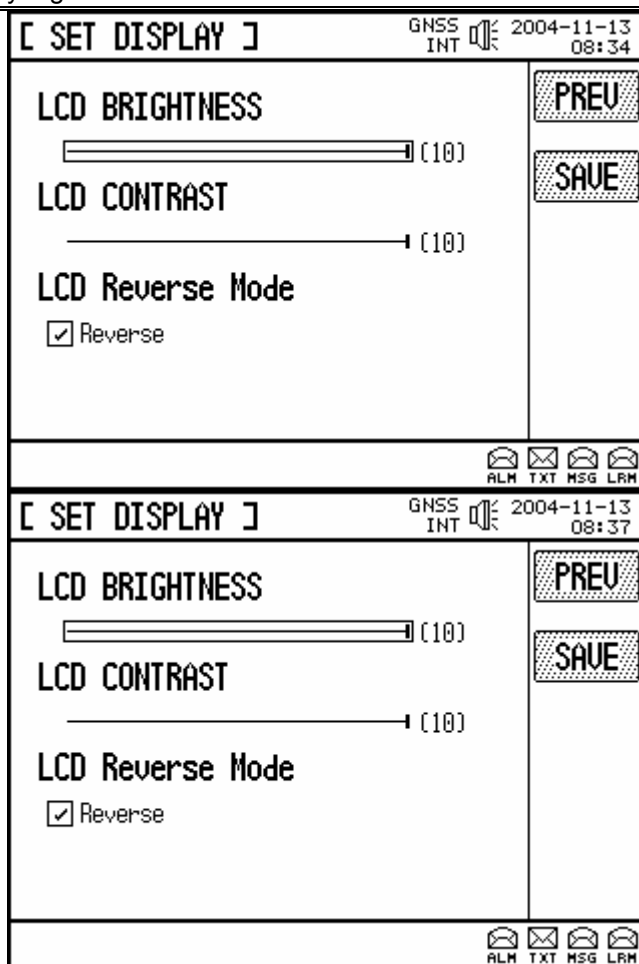 [ SET DISPLAY ] GNSS INT 2004-11-13 08:34
LCD BRIGHTNESS
PREV
(10)
SAVE
LCD CONTRAST
(10)
LCD Reverse Mode
Reverse
ALM TXT MSG LRM
[ SET DISPLAY ] GNSS INT 2004-11-13 08:37
LCD BRIGHTNESS
PREV
(10)
SAVE
LCD CONTRAST
(10)
LCD Reverse Mode
Reverse
ALM TXT MSG LRM